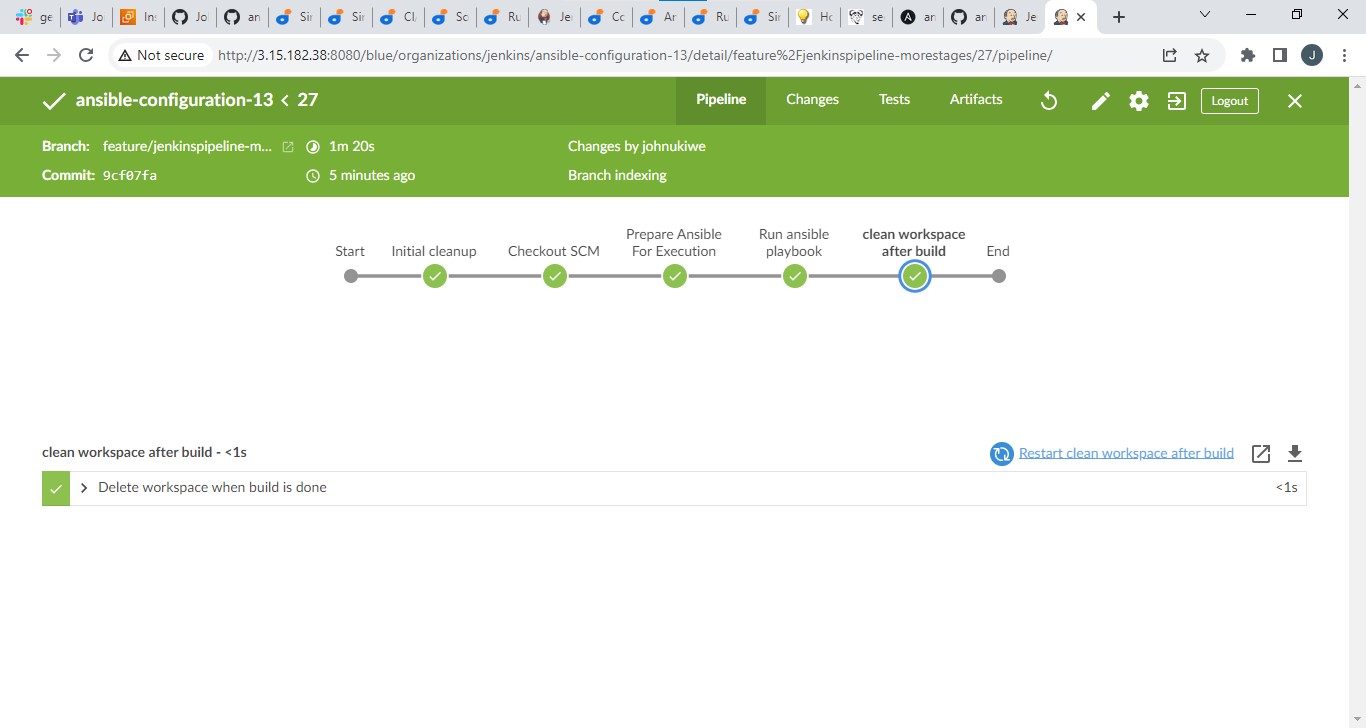 ge Jo Ins Jo an Sir Sir Cl Sc Ru Je Cc Ar Ru Sir Ho se an an Je
Not secure http://3.15.182.38:8080/blue/organizations/jenkins/ansible-configuration-13/detail/feature%2Fjenkinspipeline-morestages/27/pipeline/ J
ansible-configuration-13 < 27 Pipeline Changes Tests Artifacts Logout
Branch: feature/jenkinspipeline-m... 1m 20s Changes by johnukiwe
Commit: 9cf07fa 5 minutes ago Branch indexing
Start Initial cleanup Checkout SCM Prepare Ansible For Execution Run ansible playbook clean workspace after build End
clean workspace after build - <1s Restart clean workspace after build
Delete workspace when build is done <1s